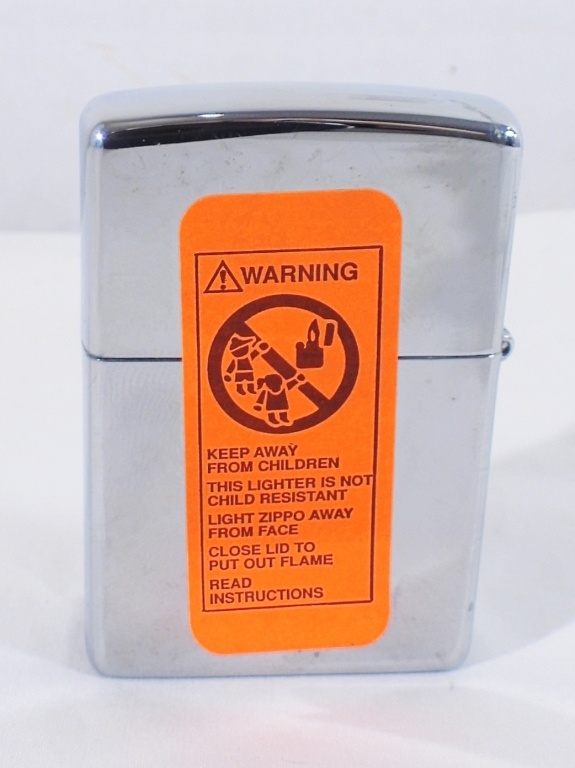 WARNING
KEEP AWAY
FROM CHILDREN
THIS LIGHTER IS NOT
CHILD RESISTANT
LIGHT ZIPPO AWAY
FROM FACE
CLOSE LID TO
PUT OUT FLAME
READ
INSTRUCTIONS